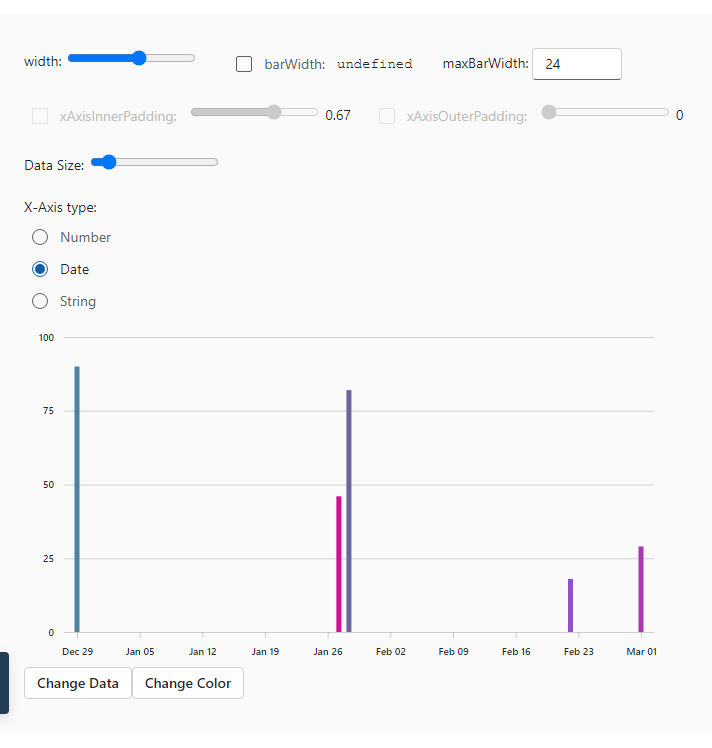 width: barWidth: undefined maxBarWidth: 24
xAxisInnerPadding: 0.67 xAxisOuterPadding: 0
Data Size:
X-Axis type:
Number
Date
String
100
75
50
25
0
Dec 29 Jan 05 Jan 12 Jan 19 Jan 26 Feb 02 Feb 09 Feb 16 Feb 23 Mar 01
Change Data Change Color